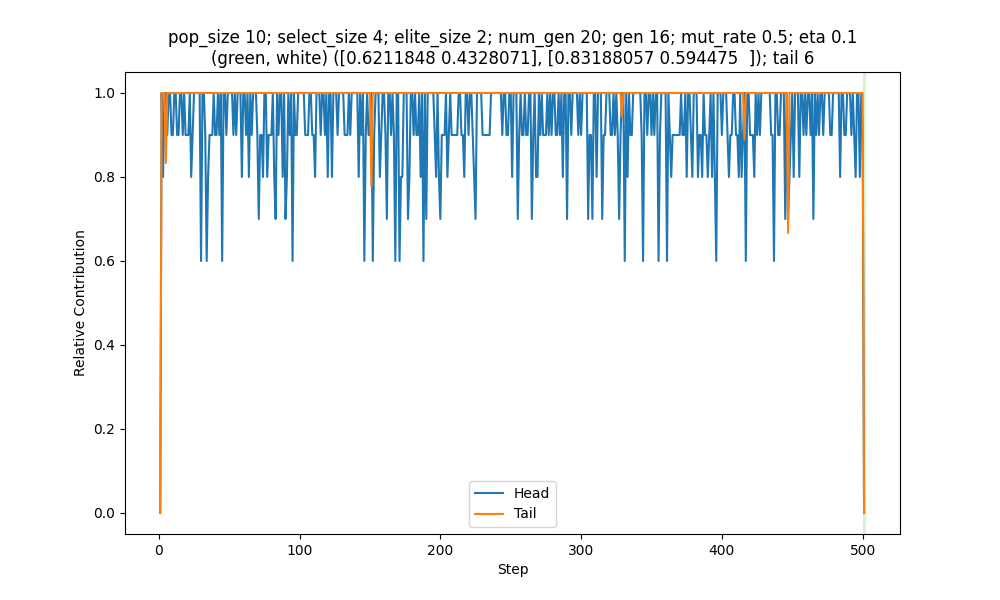 pop_size 10; select_size 4; elite_size 2; num_gen 20; gen 16; mut_rate 0.5; eta 0.1
(green, white) ([0.6211848 0.4328071], [0.83188057 0.594475  ]); tail 6
1.0
0.8
0.6
0.4
0.2
0.0
Relative Contribution
Head
Tail
0
100
200
300
400
500
Step